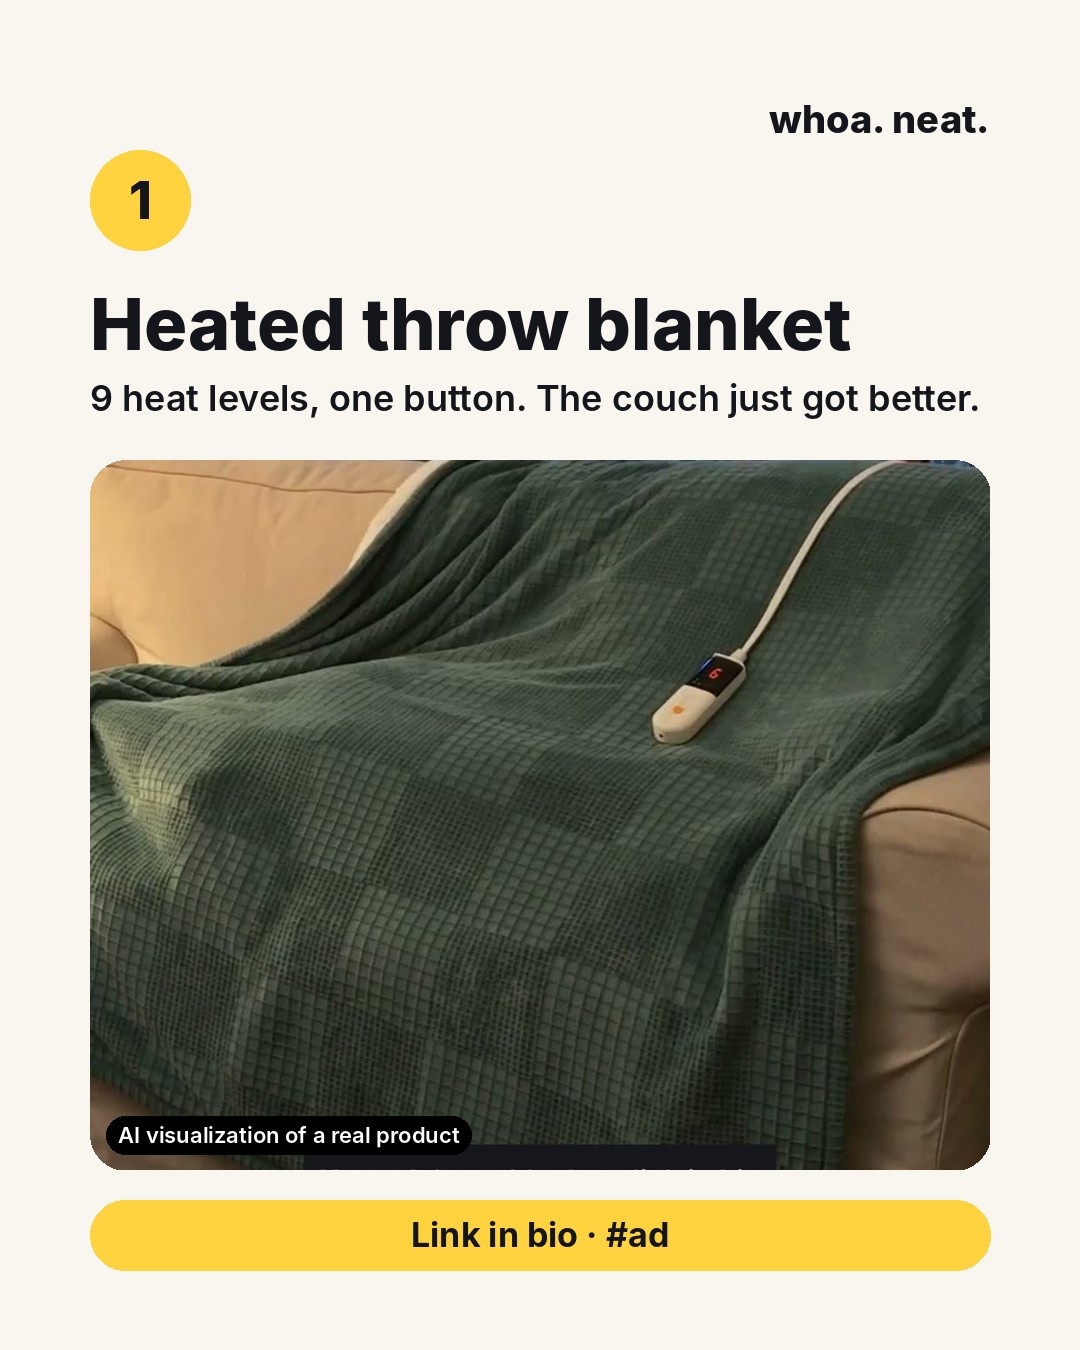 whoa. neat.
1
Heated throw blanket
9 heat levels, one button. The couch just got better.
6
AI visualization of a real product
Link in bio · #ad